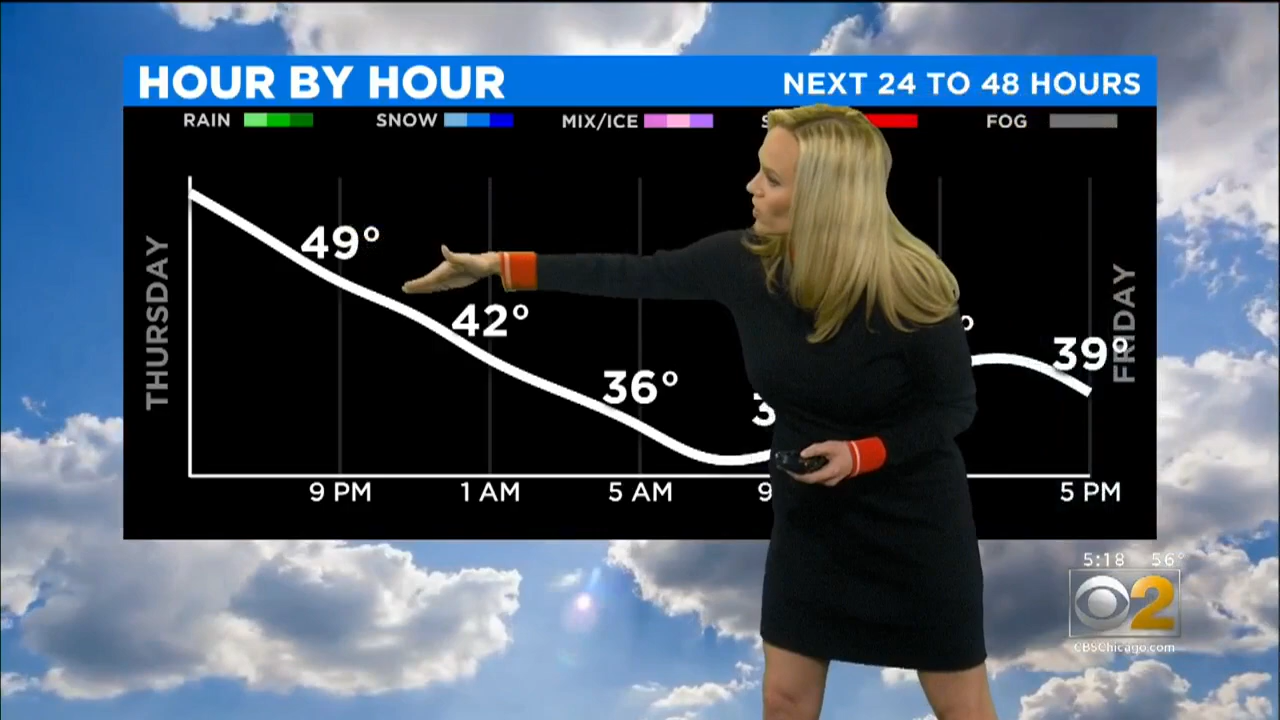 HOUR BY HOUR
NEXT 24 TO 48 HOURS
RAIN
SNOW
MIX/ICE
FOG
THURSDAY
49°
42°
36°
39°
FRIDAY
9 PM
1 AM
5 AM
9
5 PM
5:18 56°
2
CBSChicago.com